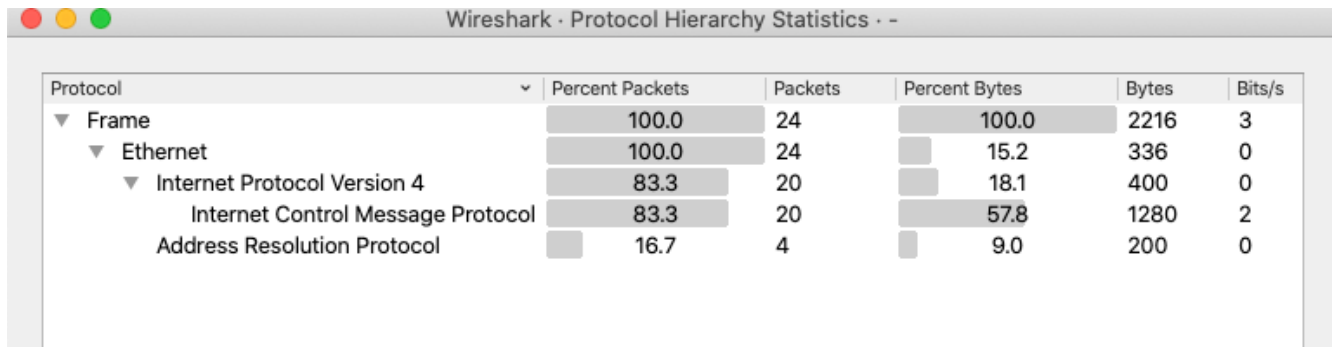 Wireshark · Protocol Hierarchy Statistics · -
Protocol Percent Packets Packets Percent Bytes Bytes Bits/s
Frame 100.0 24 100.0 2216 3
Ethernet 100.0 24 15.2 336 0
Internet Protocol Version 4 83.3 20 18.1 400 0
Internet Control Message Protocol 83.3 20 57.8 1280 2
Address Resolution Protocol 16.7 4 9.0 200 0